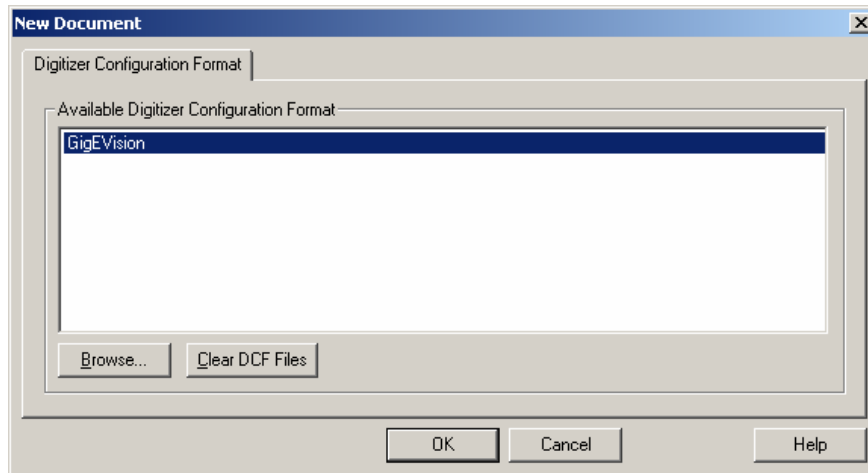 New Document
Digitizer Configuration Format
Available Digitizer Configuration Format
GigEVision
Browse... Clear DCF Files
OK Cancel Help